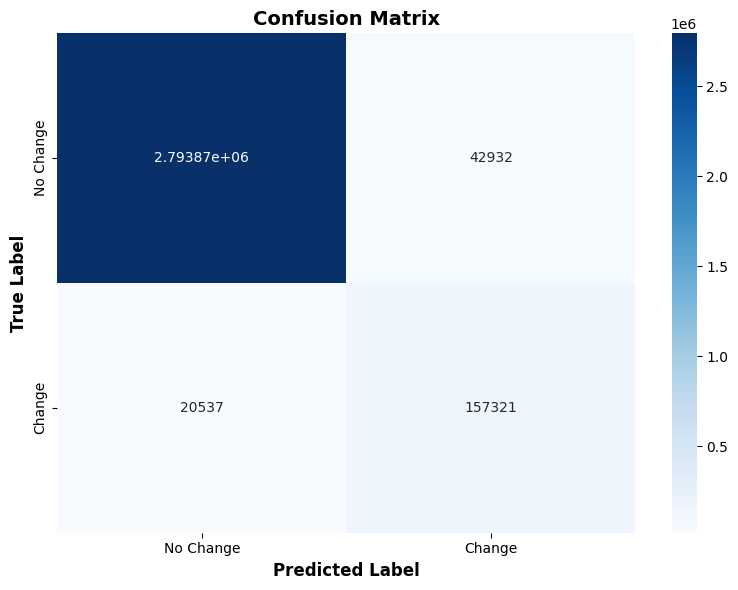 Confusion Matrix
1e6
No Change
2.79387e+06
42932
Change
20537
157321
True Label
No Change
Change
Predicted Label
2.5
2.0
1.5
1.0
0.5